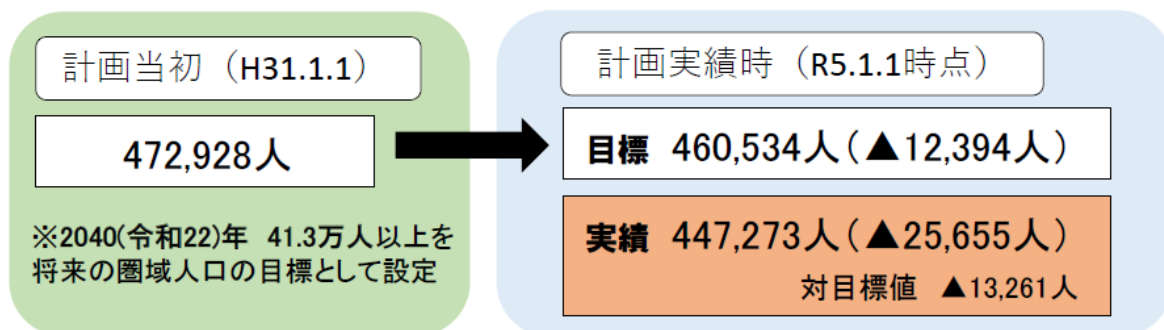 計画当初（H31.1.1）
472,928人
※2040(令和22)年 41.3万人以上を
将来の圏域人口の目標として設定
計画実績時（R5.1.1時点）
目標 460,534人（▲12,394人）
実績 447,273人（▲25,655人）
対目標値 ▲13,261人